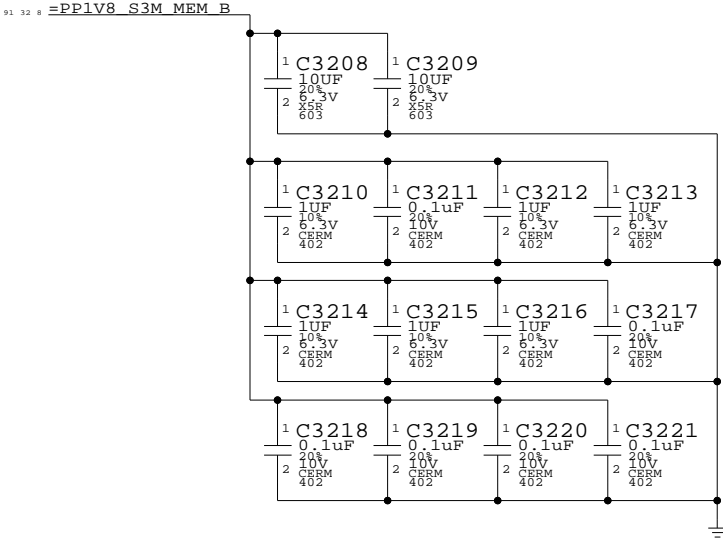 91 32 8 =PP1V8_S3M_MEM_B
1 C3208
10UF
20%
6.3V
2 X5R
603
1 C3209
10UF
20%
6.3V
2 X5R
603
1 C3210
1UF
10%
6.3V
2 CERM
402
1 C3211
0.1uF
20%
10V
2 CERM
402
1 C3212
1UF
10%
6.3V
2 CERM
402
1 C3213
1UF
10%
6.3V
2 CERM
402
1 C3214
1UF
10%
6.3V
2 CERM
402
1 C3215
1UF
10%
6.3V
2 CERM
402
1 C3216
1UF
10%
6.3V
2 CERM
402
1 C3217
0.1uF
20%
10V
2 CERM
402
1 C3218
0.1uF
20%
10V
2 CERM
402
1 C3219
0.1uF
20%
10V
2 CERM
402
1 C3220
0.1uF
20%
10V
2 CERM
402
1 C3221
0.1uF
20%
10V
2 CERM
402